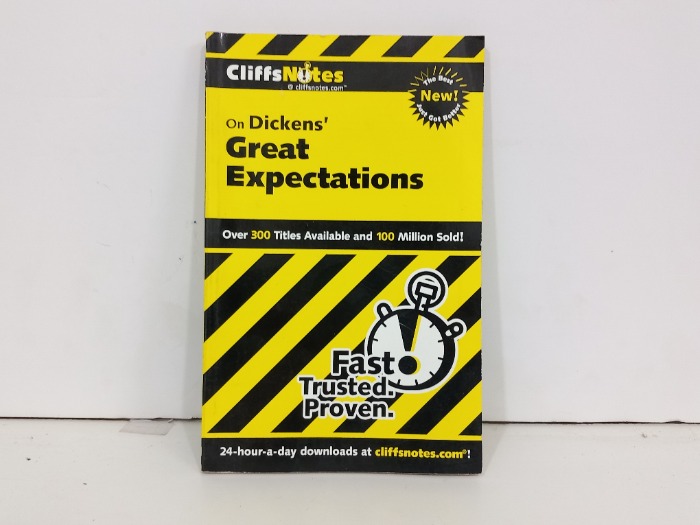 CliffsNotes
@ cliffsnotes.com™
The Best
New!
Just Got Better
On Dickens'
Great
Expectations
Over 300 Titles Available and 100 Million Sold!
Fast.
Trusted.
Proven.
24-hour-a-day downloads at cliffsnotes.com®!